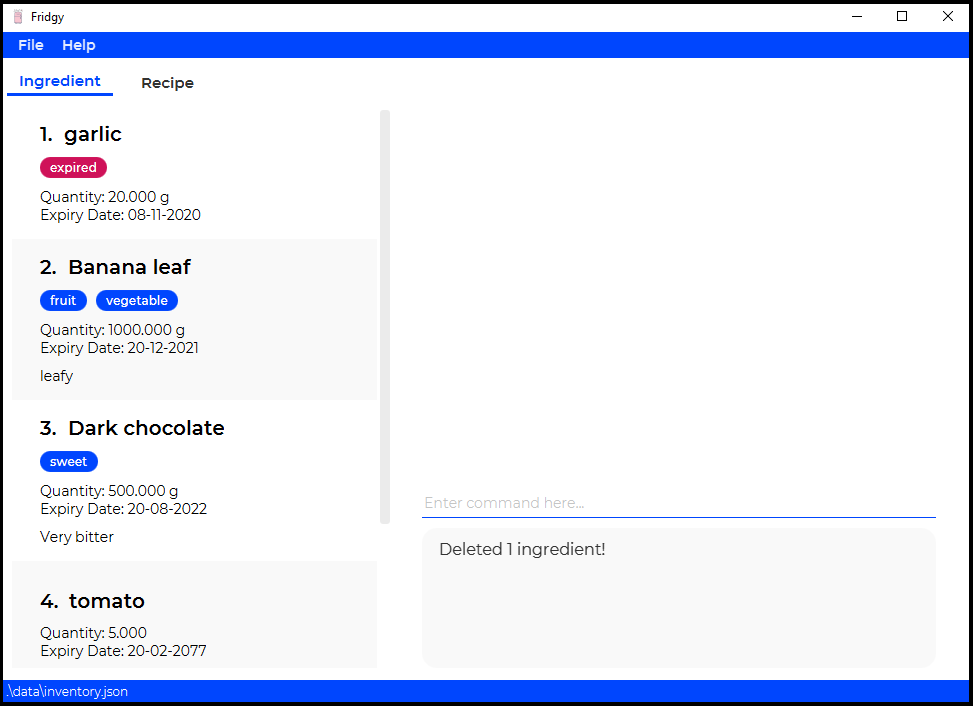 Fridgy
File Help
Ingredient Recipe
1. garlic
expired
Quantity: 20.000 g
Expiry Date: 08-11-2020
2. Banana leaf
fruit vegetable
Quantity: 1000.000 g
Expiry Date: 20-12-2021
leafy
3. Dark chocolate
sweet
Quantity: 500.000 g
Expiry Date: 20-08-2022
Very bitter
4. tomato
Quantity: 5.000
Expiry Date: 20-02-2077
Enter command here...
Deleted 1 ingredient!
.\data\inventory.json